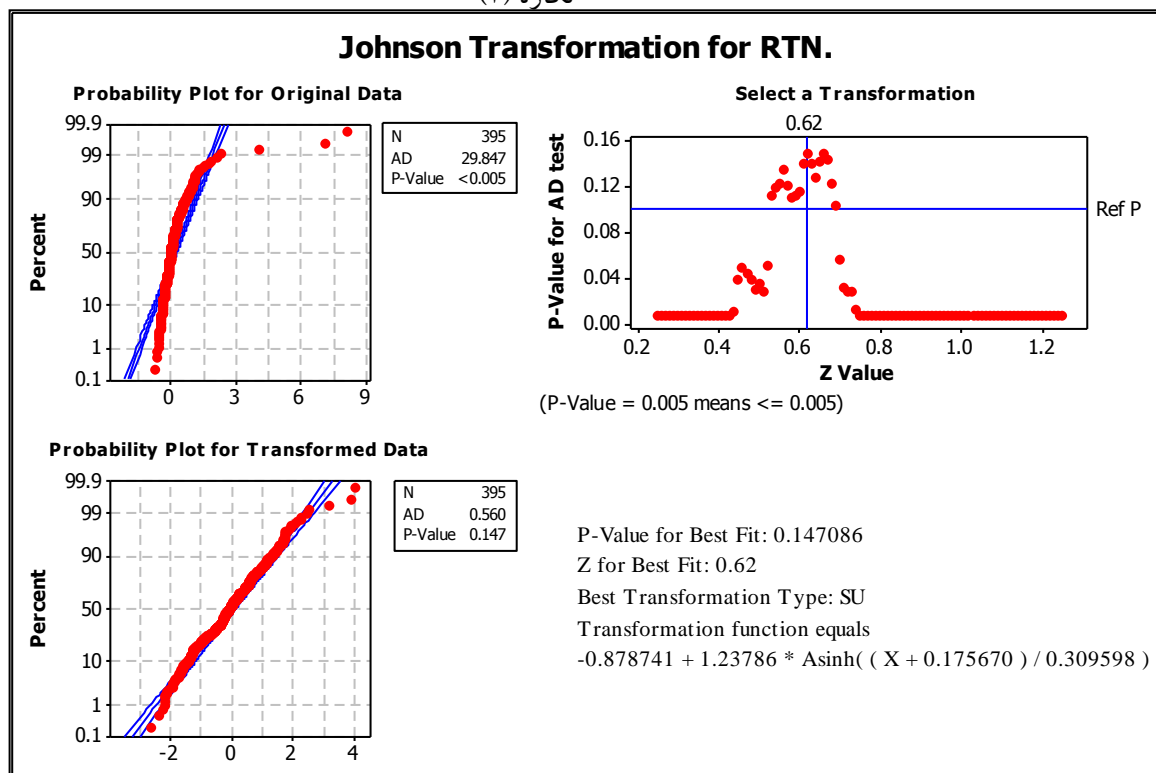 شكل (٢)
Johnson Transformation for RTN.
Probability Plot for Original Data
99.9
99
90
50
10
1
0.1
Percent
0 3 6 9
N 395
AD 29.847
P-Value <0.005
Select a Transformation
0.62
0.16
0.12
0.08
0.04
0.00
P-Value for AD test
Ref P
0.2 0.4 0.6 0.8 1.0 1.2
Z Value
(P-Value = 0.005 means <= 0.005)
Probability Plot for Transformed Data
99.9
99
90
50
10
1
0.1
Percent
-2 0 2 4
N 395
AD 0.560
P-Value 0.147
P-Value for Best Fit: 0.147086
Z for Best Fit: 0.62
Best Transformation Type: SU
Transformation function equals
-0.878741 + 1.23786 * Asinh( ( X + 0.175670 ) / 0.309598 )